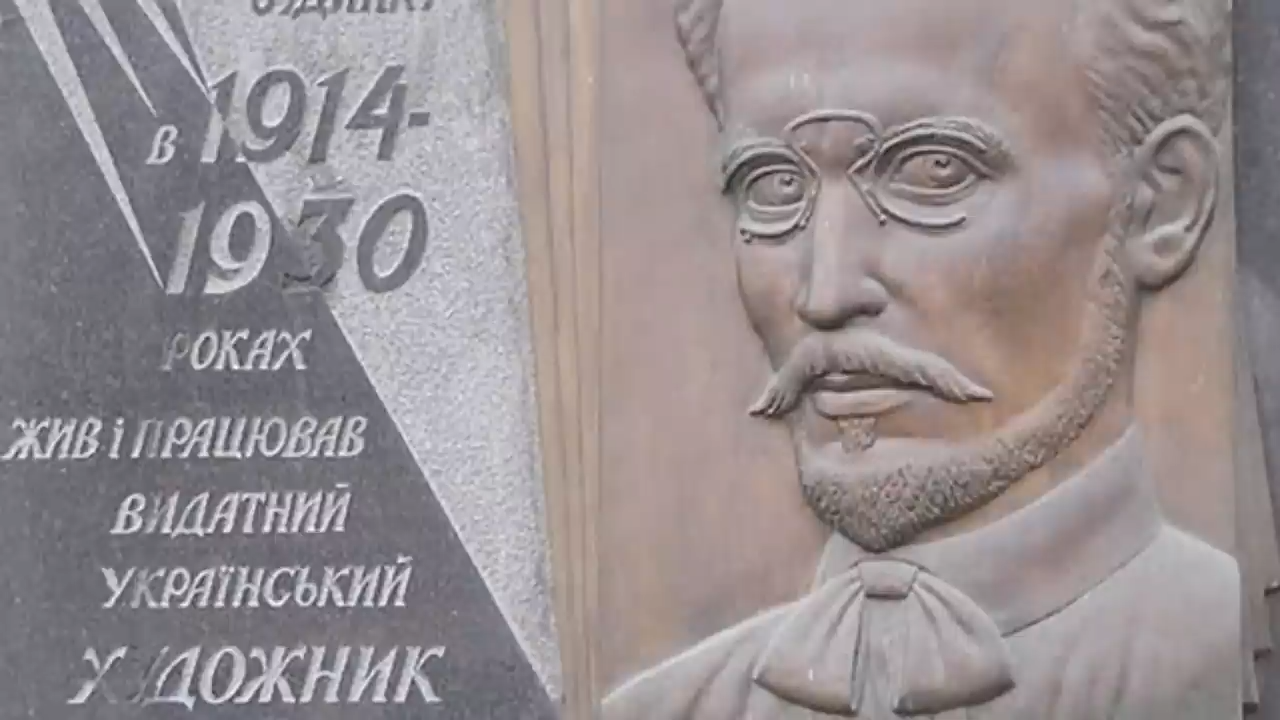 в 1914-
1930
РОКАХ
ЖИВ і ПРАЦЮВАВ
ВИДАТНИЙ
УКРАЇНСЬКИЙ
ХУДОЖНИК